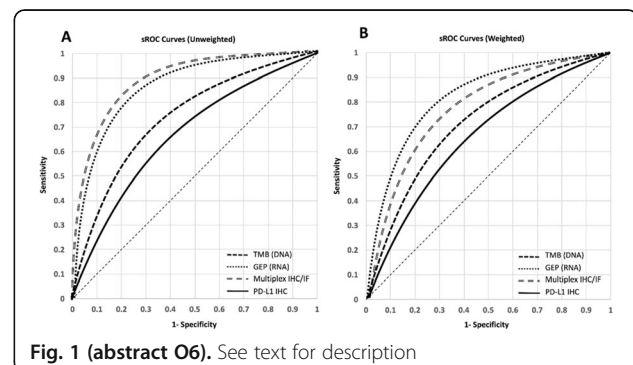 A
sROC Curves (Unweighted)
1
0.9
0.8
0.7
0.6
0.5
0.4
0.3
0.2
0.1
0
Sensitivity
TMB (DNA)
GEP (RNA)
Multiplex IHC/IF
PD-L1 IHC
0 0.1 0.2 0.3 0.4 0.5 0.6 0.7 0.8 0.9 1
1- Specificity
B
sROC Curves (Weighted)
1
0.9
0.8
0.7
0.6
0.5
0.4
0.3
0.2
0.1
0
Sensitivity
TMB (DNA)
GEP (RNA)
Multiplex IHC/IF
PD-L1 IHC
0 0.1 0.2 0.3 0.4 0.5 0.6 0.7 0.8 0.9 1
1- Specificity
Fig. 1 (abstract O6). See text for description